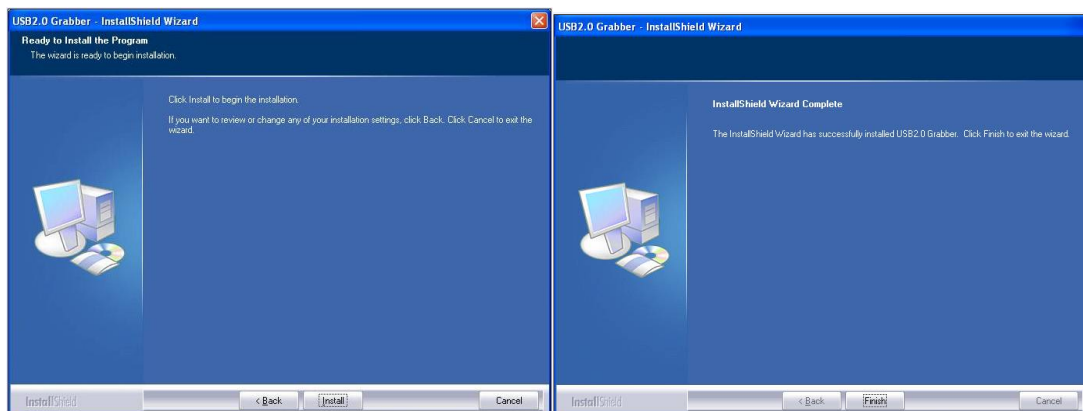 USB2.0 Grabber - InstallShield Wizard
Ready to Install the Program
The wizard is ready to begin installation.
Click Install to begin the installation.
If you want to review or change any of your installation settings, click Back. Click Cancel to exit the
wizard.
InstallShield
< Back
Install
Cancel
USB2.0 Grabber - InstallShield Wizard
InstallShield Wizard Complete
The InstallShield Wizard has successfully installed USB2.0 Grabber. Click Finish to exit the wizard.
InstallShield
< Back
Finish
Cancel